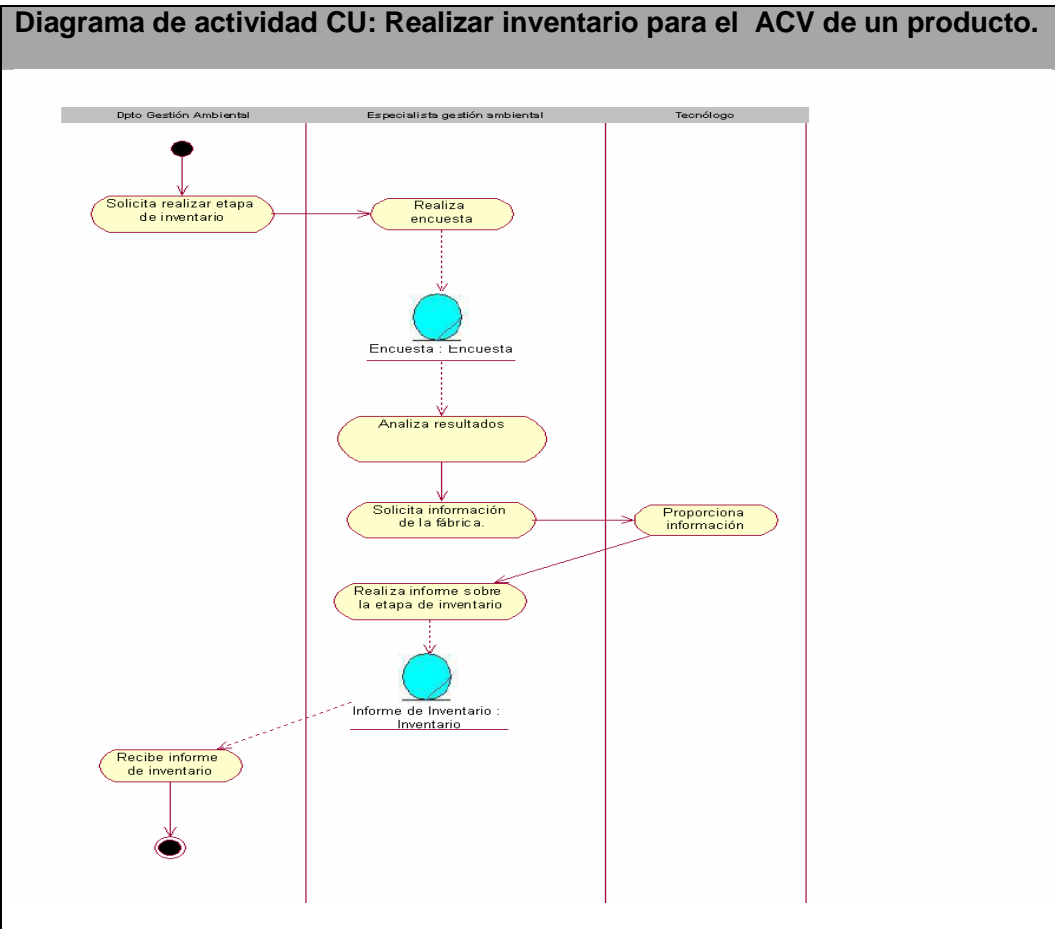 Diagrama de actividad CU: Realizar inventario para el ACV de un producto.
Dpto Gestión Ambiental
Especialista gestión ambiental
Tecnólogo
Solicita realizar etapa
de inventario
Realiza
encuesta
Encuesta : Encuesta
Analiza resultados
Solicita información
de la fábrica.
Proporciona
información
Realiza informe sobre
la etapa de inventario
Informe de Inventario :
Inventario
Recibe informe
de inventario